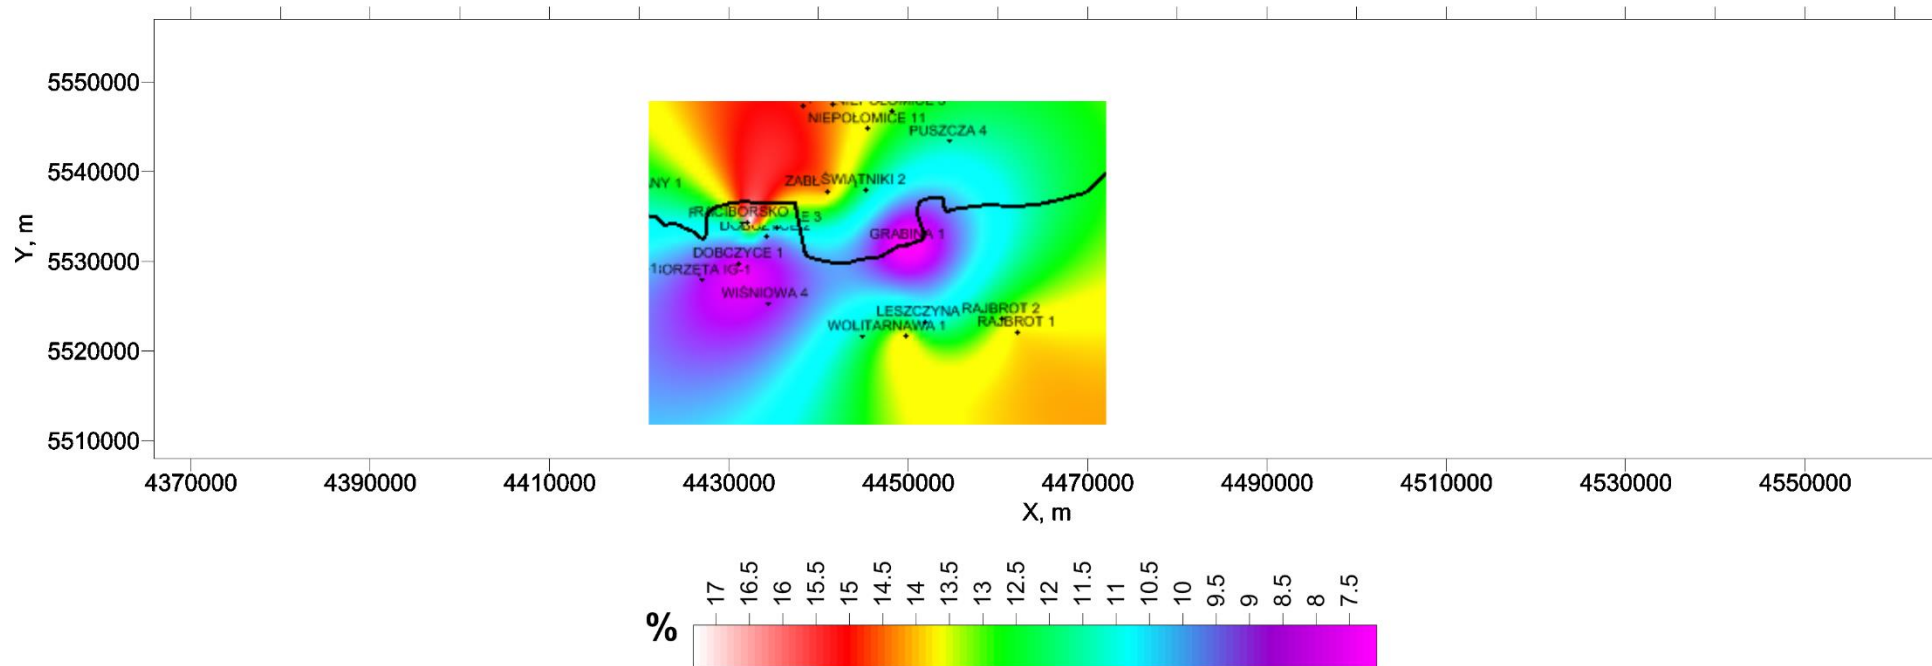 5550000
NIEPOŁOMICE 11
PUSZCZA 4
5540000
NY 1
ŚWIĄTNIKI 2
RACIBORSKO
E 3
Y, m
GRABINA 1
DOBCZYCE 1
5530000
WIŚNIOWA 4
LESZCZYNA RAJBROT 2
RAJBROT 1
5520000
5510000
4370000 4390000 4410000 4430000 4450000 4470000 4490000 4510000 4530000 4550000
X, m
17 16.5 16 15.5 15 14.5 14 13.5 13 12.5 12 11.5 11 10.5 10 9.5 9 8.5 8 7.5
%